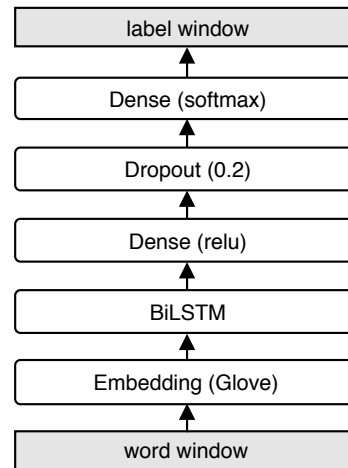 label window
Dense (softmax)
Dropout (0.2)
Dense (relu)
BiLSTM
Embedding (Glove)
word window